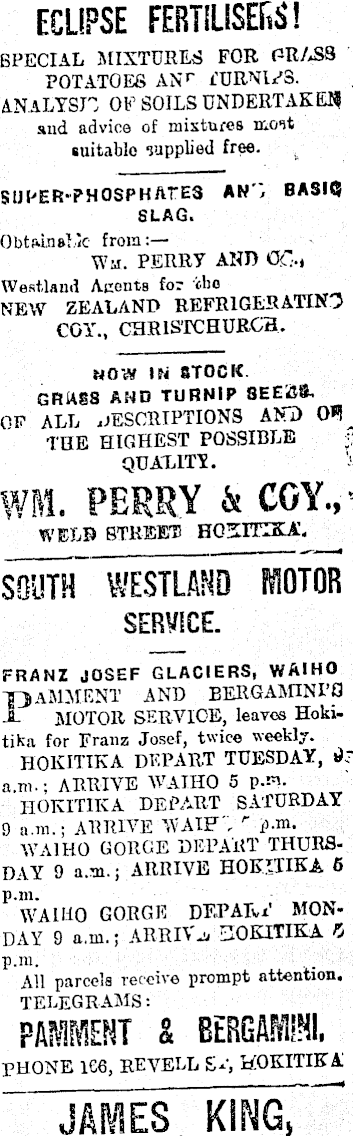 ECLIPSE FERTILISERS!
SPECIAL MIXTURES FOR GRASS
POTATOES AND TURNIPS.
ANALYSIS OF SOILS UNDERTAKEN
and advice of mixtures most
suitable supplied free.
SUPER-PHOSPHATES AND BASIC
SLAG.
Obtainable from:—
WM. PERRY AND CO.,
Westland Agents for the
NEW ZEALAND REFRIGERATING
COY., CHRISTCHURCH.
NOW IN STOCK.
GRASS AND TURNIP SEEDS.
OF ALL DESCRIPTIONS AND OF
THE HIGHEST POSSIBLE
QUALITY.
WM. PERRY & COY.,
WELD STREET HOKITIKA.
SOUTH WESTLAND MOTOR
SERVICE.
FRANZ JOSEF GLACIERS, WAIHO
PAMMENT AND BERGAMINI'S
MOTOR SERVICE, leaves Hoki-
tika for Franz Josef, twice weekly.
HOKITIKA DEPART TUESDAY, 9
a.m.; ARRIVE WAIHO 5 p.m.
HOKITIKA DEPART SATURDAY
9 a.m.; ARRIVE WAIHO p.m.
WAIHO GORGE DEPART THURS-
DAY 9 a.m.; ARRIVE HOKITIKA 5
p.m.
WAIHO GORGE DEPART MON-
DAY 9 a.m.; ARRIVE HOKITIKA 5
p.m.
All parcels receive prompt attention.
TELEGRAMS:
PAMMENT & BERGAMINI,
PHONE 166, REVELL ST, HOKITIKA
JAMES KING,